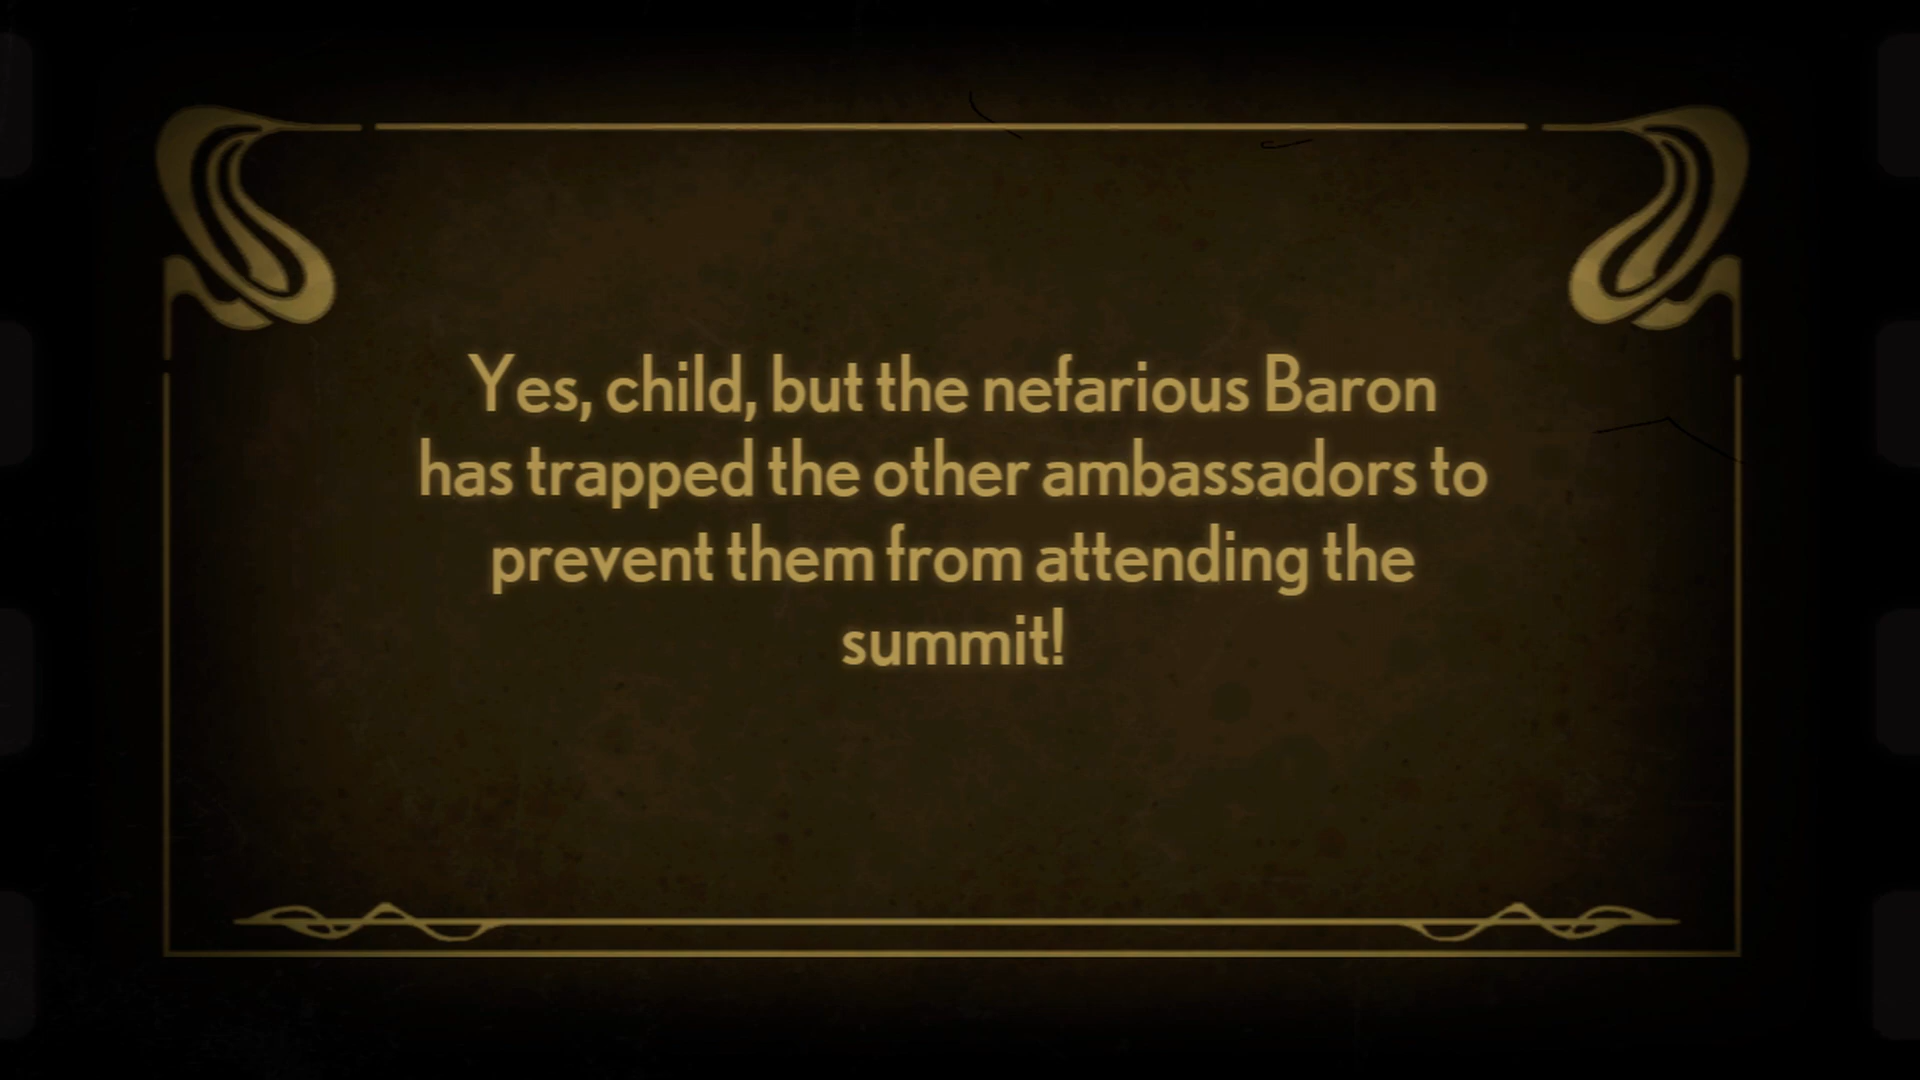 Yes, child, but the nefarious Baron
has trapped the other ambassadors to
prevent them from attending the
summit!